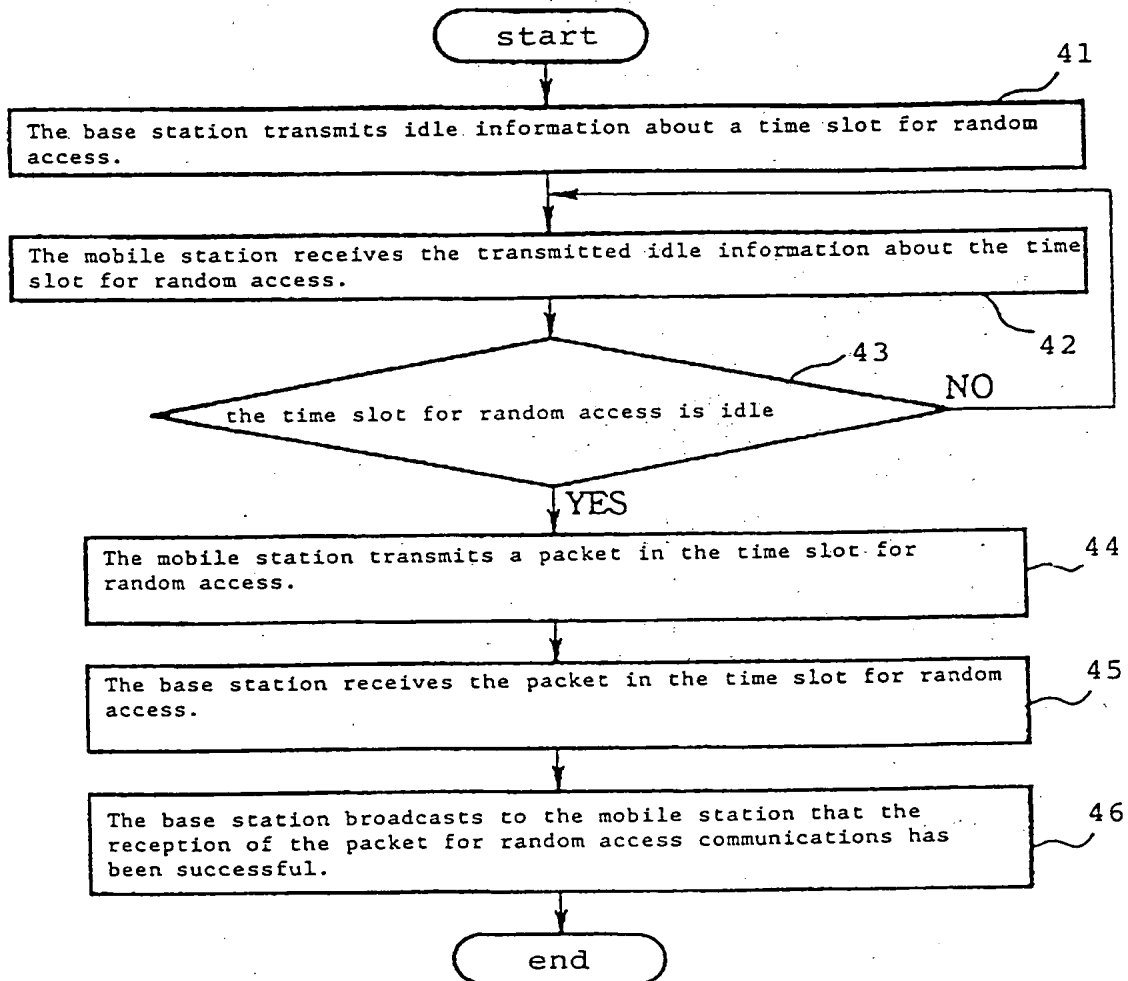 start
41
The base station transmits idle information about a time slot for random
access.
The mobile station receives the transmitted idle information about the time
slot for random access.
42
43
NO
the time slot for random access is idle
YES
The mobile station transmits a packet in the time slot for
random access.
44
The base station receives the packet in the time slot for random
access.
45
The base station broadcasts to the mobile station that the
reception of the packet for random access communications has
been successful.
46
end